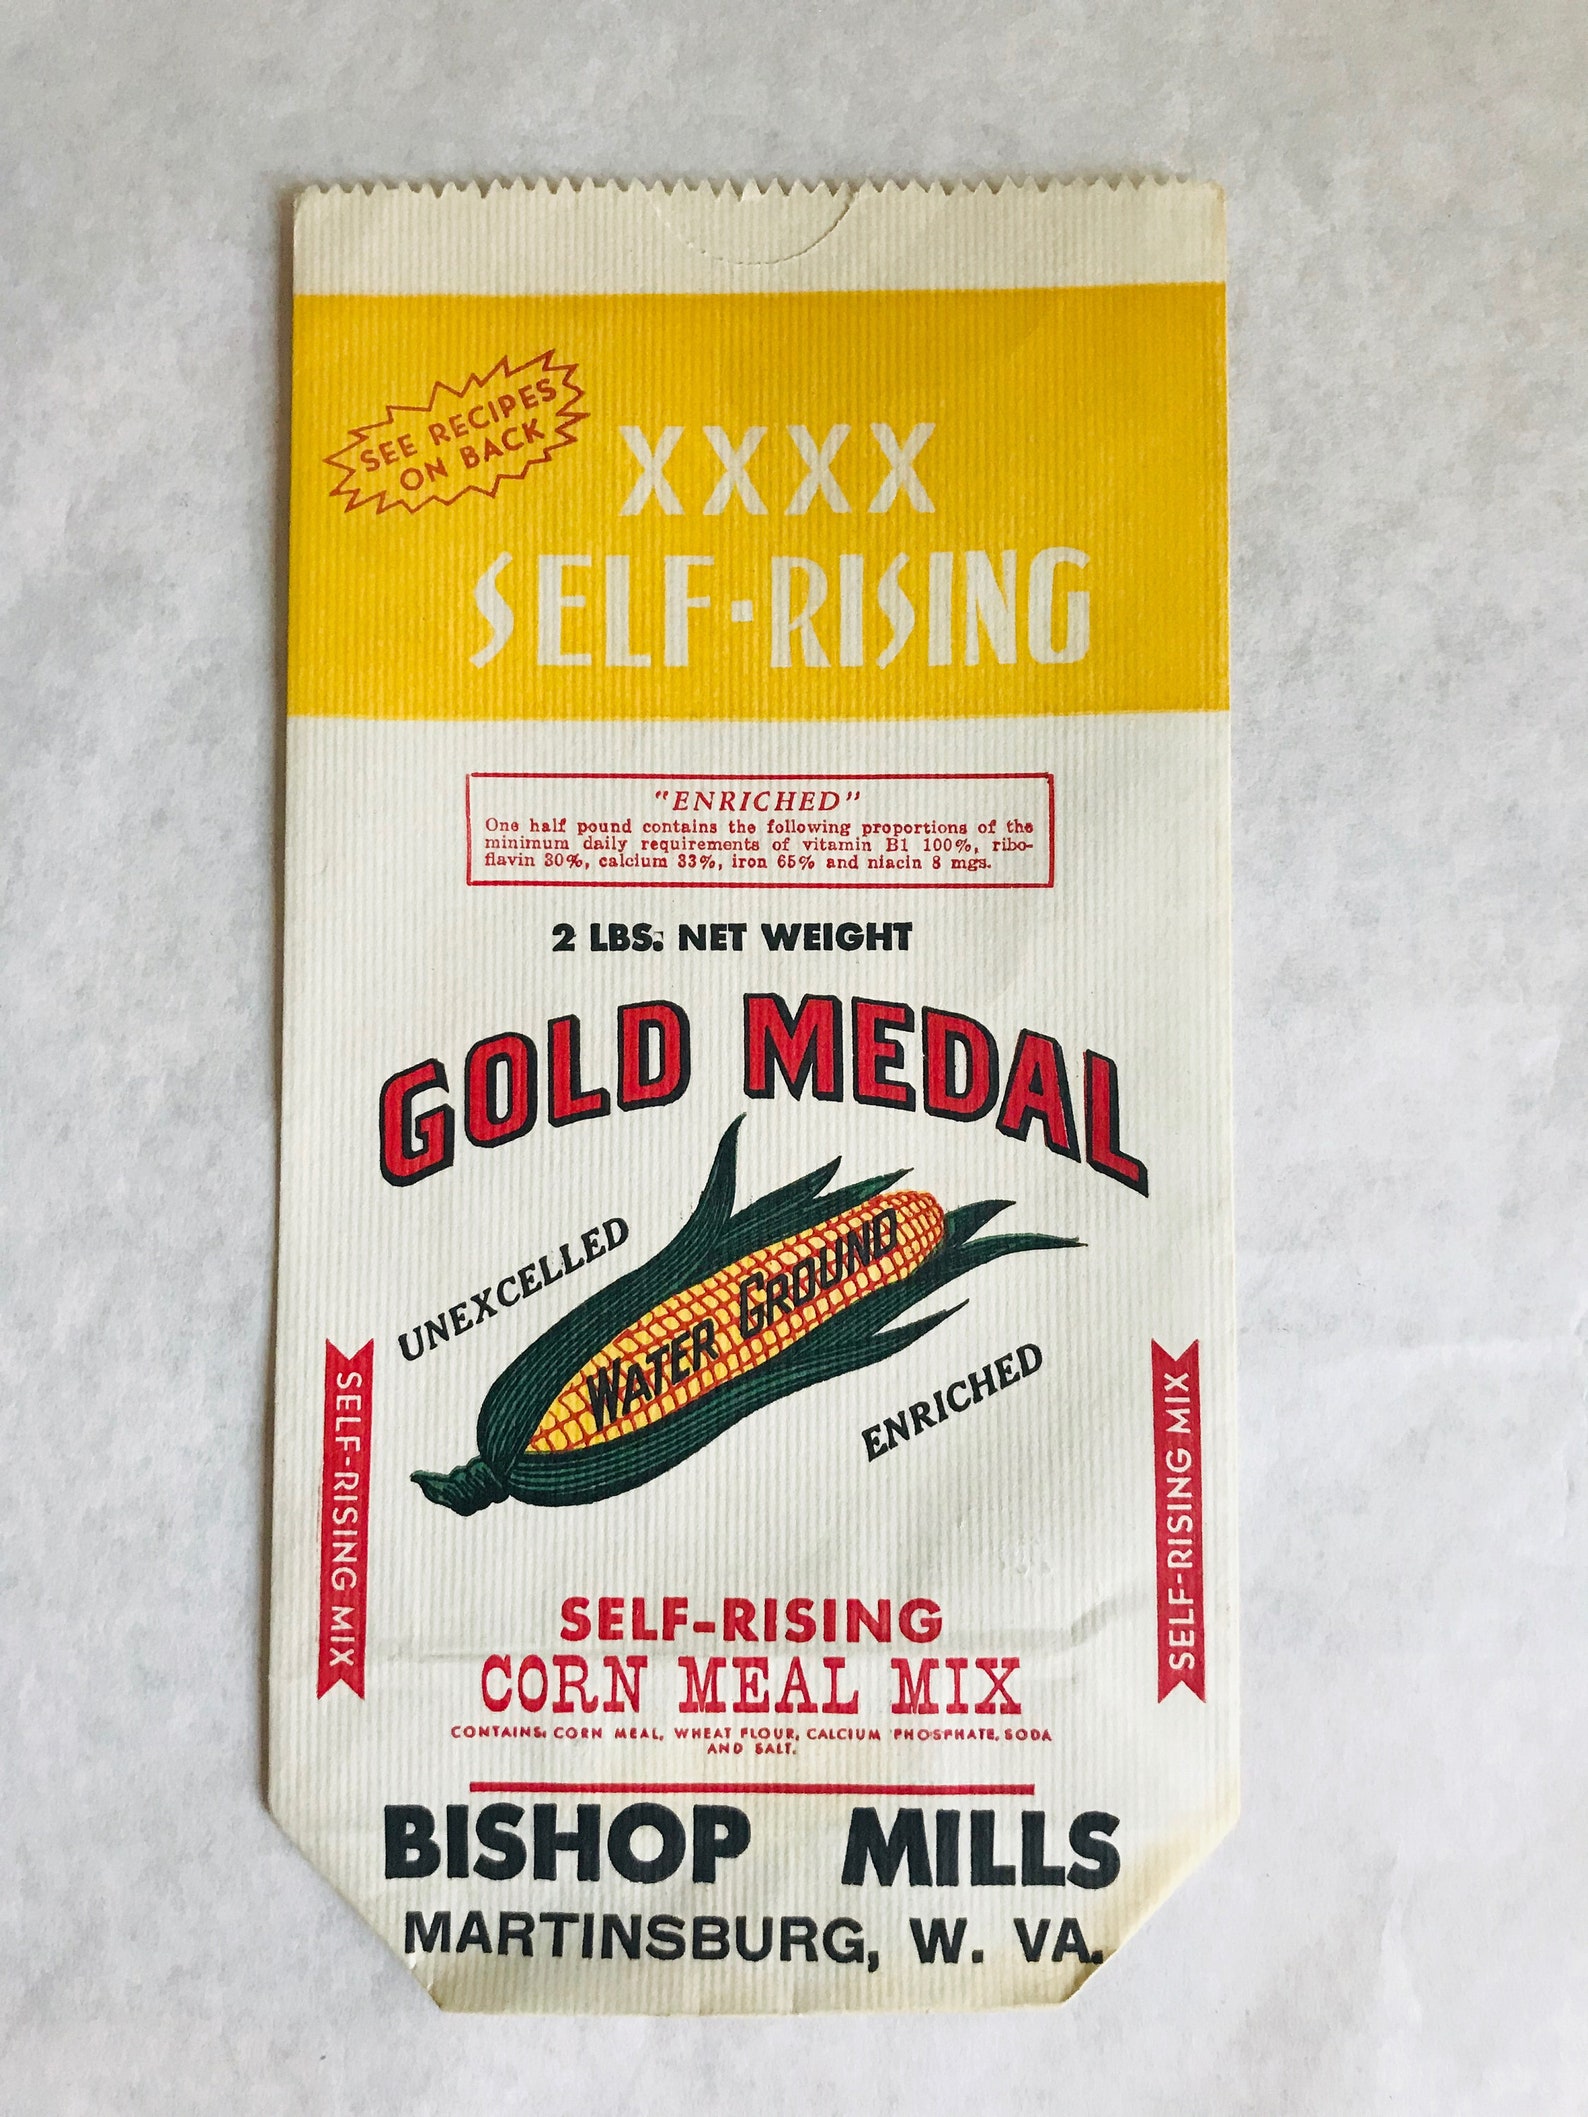 SEE RECIPES
ON BACK
XXXX
SELF-RISING
"ENRICHED"
One half pound contains the following proportions of the
minimum daily requirements of vitamin B1 100%, ribo-
flavin 30%, calcium 33%, iron 65% and niacin 8 mgs.
2 LBS. NET WEIGHT
GOLD MEDAL
UNEXCELLED
WATER GROUND
ENRICHED
SELF-RISING MIX
SELF-RISING MIX
SELF-RISING
CORN MEAL MIX
CONTAINS: CORN MEAL, WHEAT FLOUR, CALCIUM PHOSPHATE, SODA
AND SALT.
BISHOP MILLS
MARTINSBURG, W. VA.